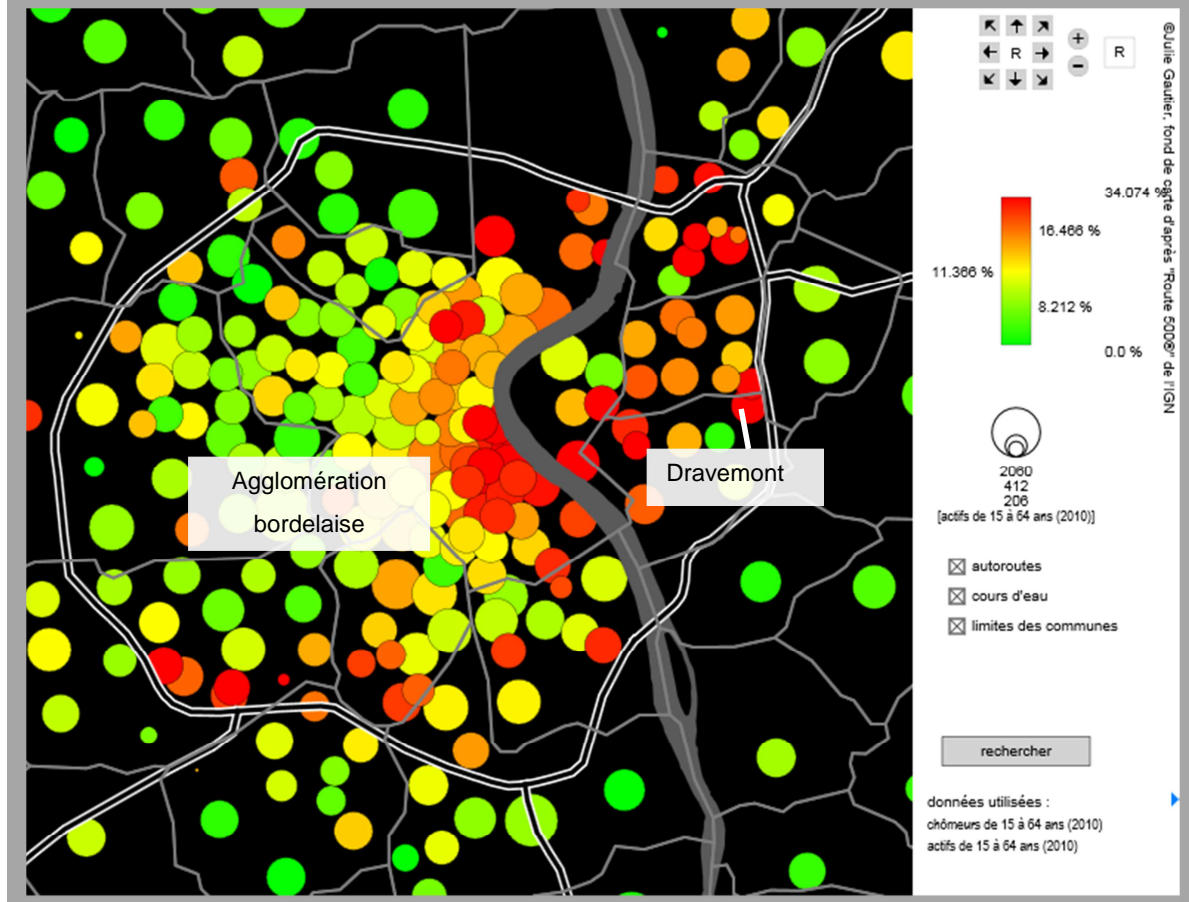 Agglomération
bordelaise
Dravemont
R
+
−
R
©Julie Gautier, fond de carte d'après "Route 500®" de l'IGN
34.074 %
16.466 %
11.366 %
8.212 %
0.0 %
2060
412
206
[actifs de 15 à 64 ans (2010)]
autoroutes
cours d'eau
limites des communes
rechercher
données utilisées :
chômeurs de 15 à 64 ans (2010)
actifs de 15 à 64 ans (2010)